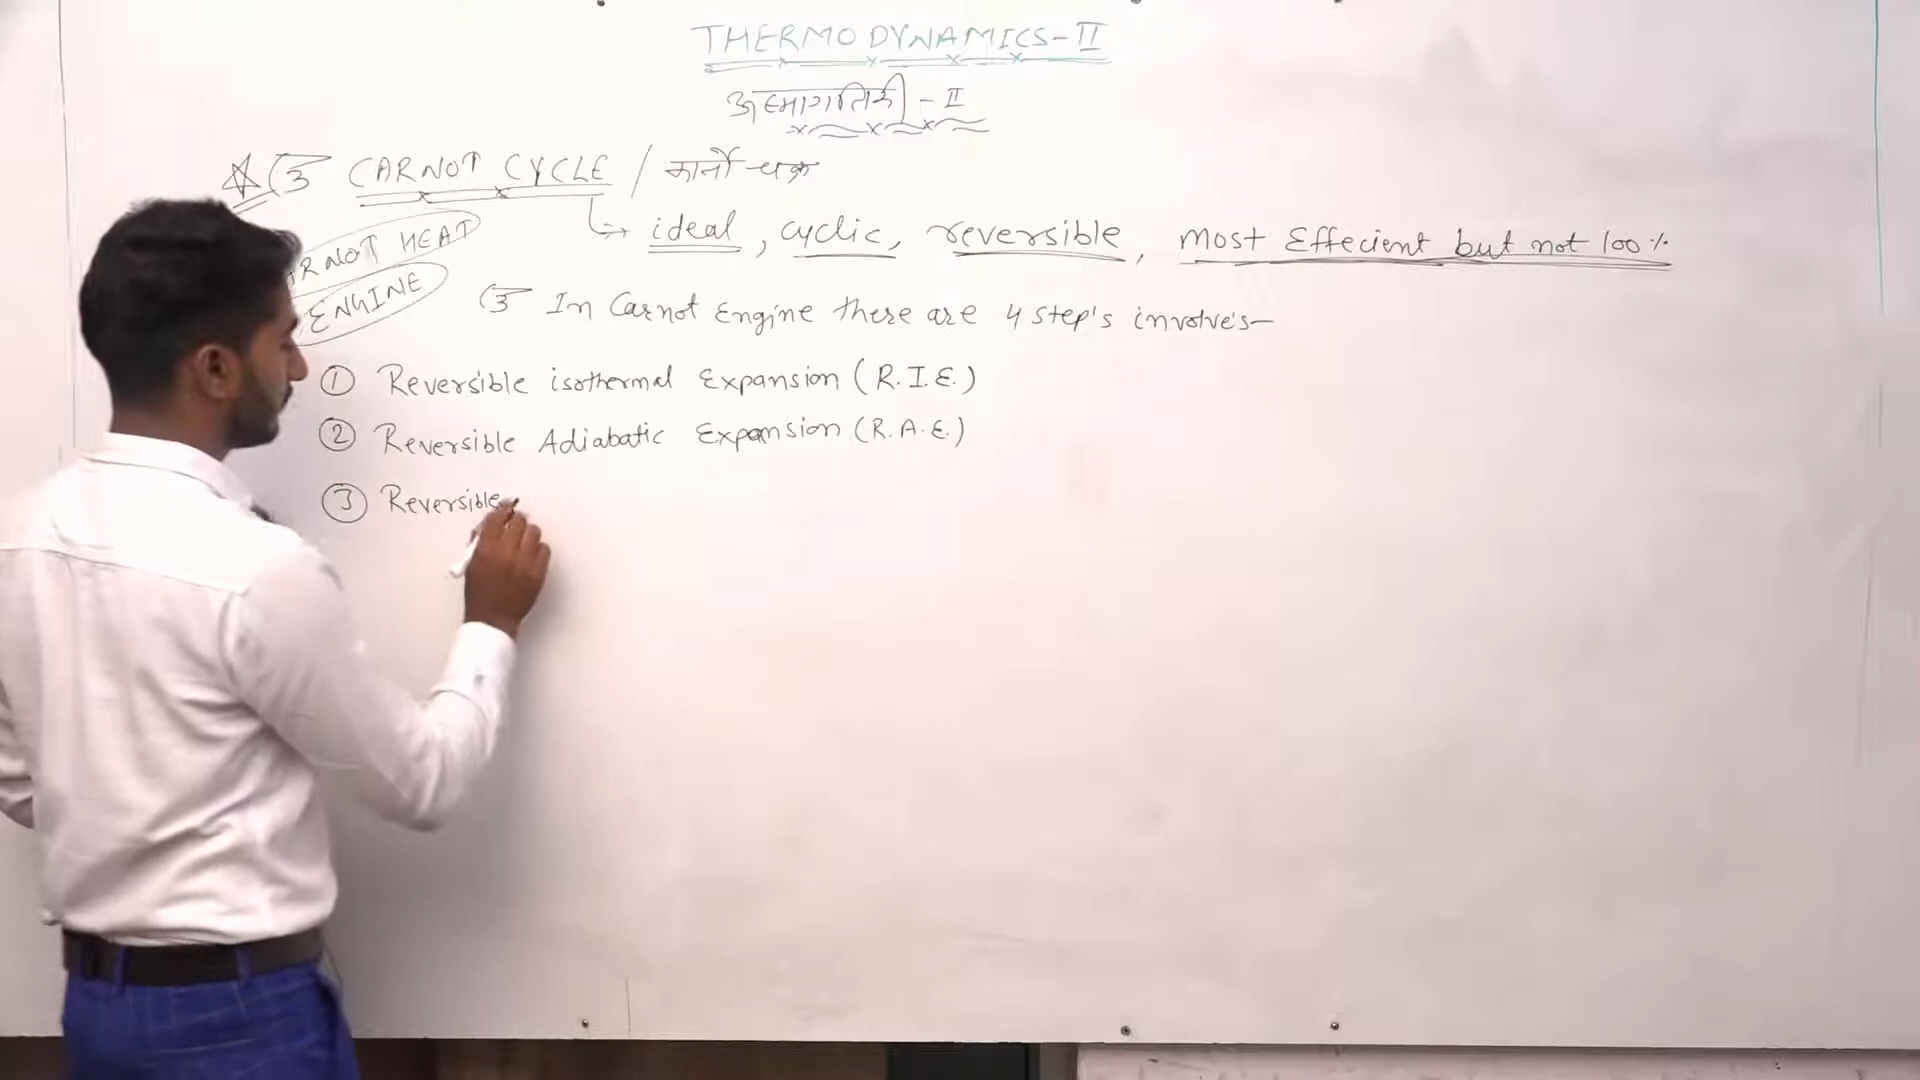 THERMODYNAMICS-II
ऊष्मागतिकी - II
CARNOT CYCLE / कार्नो चक्र
ideal, cyclic, reversible, most Effecient but not 100%
RNOT HEAT
ENGINE
In Carnot Engine there are 4 step's involve's-
① Reversible isothermal Expansion (R.I.E.)
② Reversible Adiabatic Expansion (R.A.E.)
③ Reversible